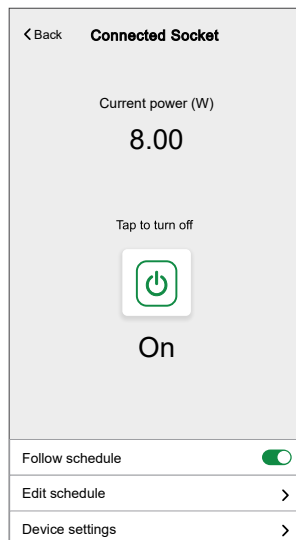 Back Connected Socket
Current power (W)
8.00
Tap to turn off
On
Follow schedule
Edit schedule
Device settings